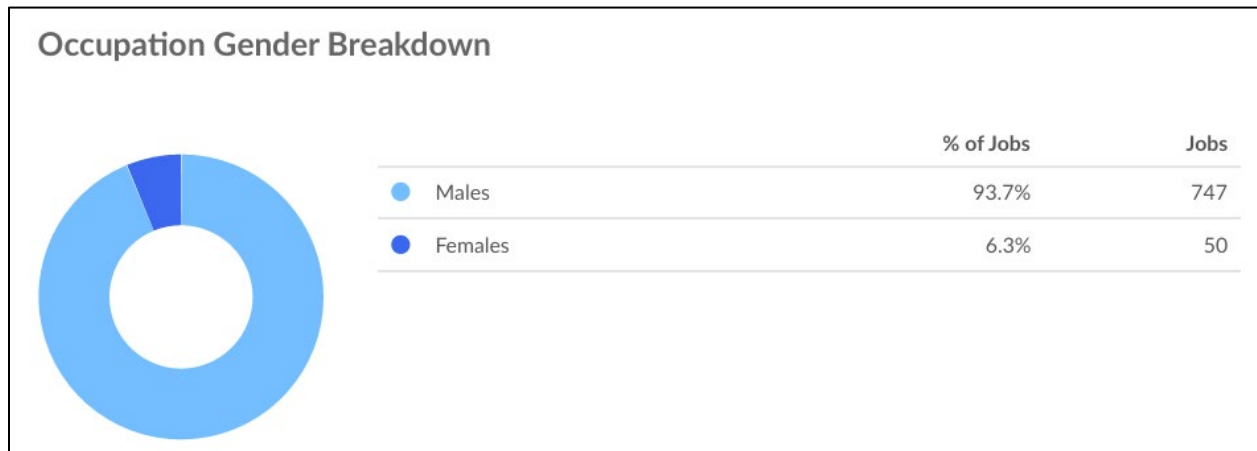 Occupation Gender Breakdown
% of Jobs Jobs
Males 93.7% 747
Females 6.3% 50